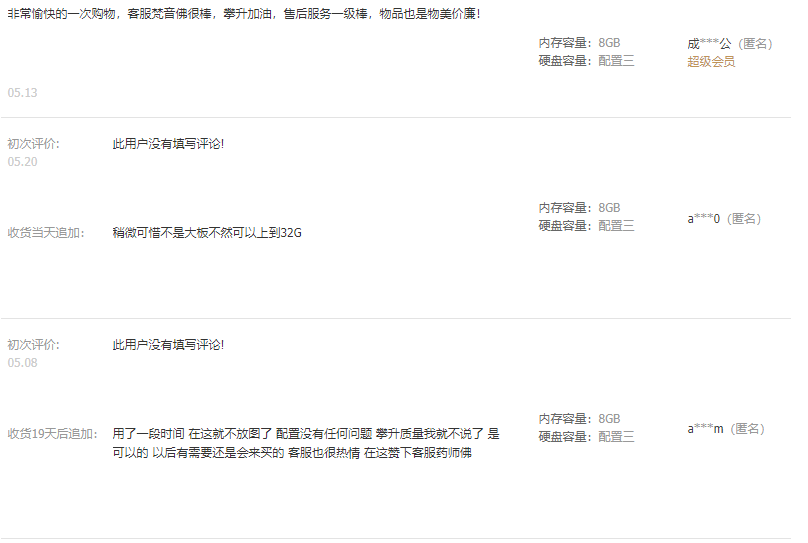 非常愉快的一次购物，客服梵音佛很棒，攀升加油，售后服务一级棒，物品也是物美价廉！
内存容量：8GB
硬盘容量：配置三
成***公（匿名）
超级会员
05.13
初次评价：
05.20
此用户没有填写评论!
收货当天追加：
稍微可惜不是大板不然可以上到32G
内存容量：8GB
硬盘容量：配置三
a***0（匿名）
初次评价：
05.08
此用户没有填写评论!
收货19天后追加：
用了一段时间 在这就不放图了 配置没有任何问题 攀升质量我就不说了 是
可以的 以后有需要还是会来买的 客服也很热情 在这赞下客服药师佛
内存容量：8GB
硬盘容量：配置三
a***m（匿名）